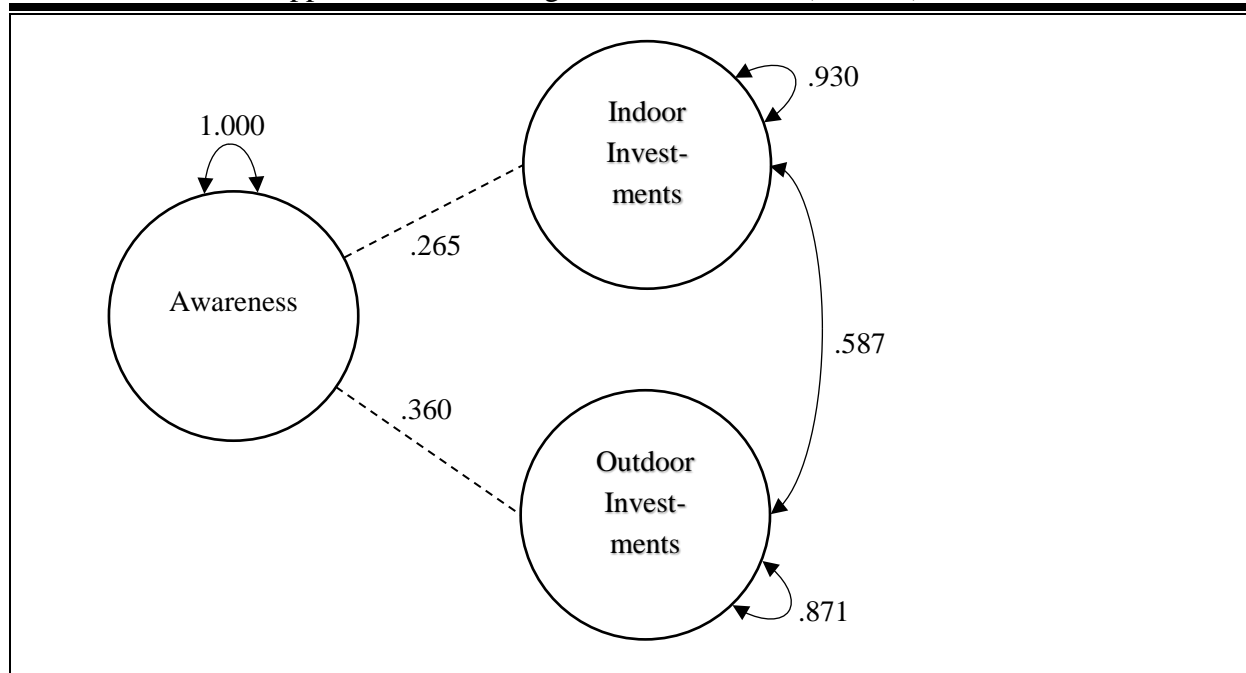 1.000
Awareness
.265
.360
Indoor
Invest-
ments
.930
.587
Outdoor
Invest-
ments
.871